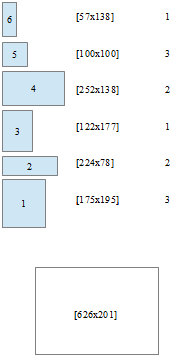 6 [57x138] 1
5 [100x100] 3
4 [252x138] 2
3 [122x177] 1
2 [224x78] 2
1 [175x195] 3
[626x201]